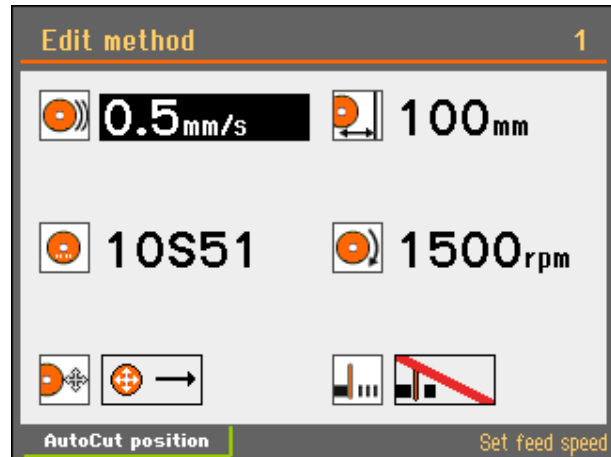 Edit method 1
0.5mm/s 100mm
10S51 1500rpm
AutoCut position Set feed speed